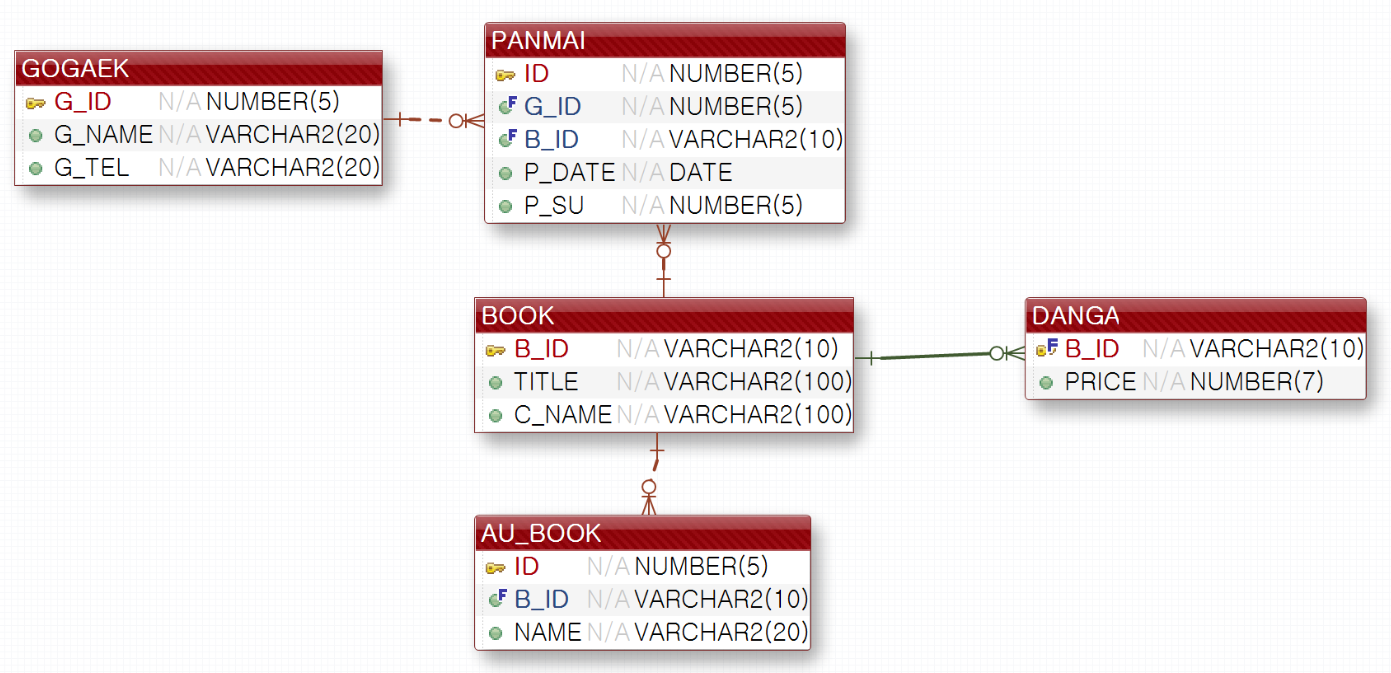 GOGAEK
G_ID N/A NUMBER(5)
G_NAME N/A VARCHAR2(20)
G_TEL N/A VARCHAR2(20)
PANMAI
ID N/A NUMBER(5)
G_ID N/A NUMBER(5)
B_ID N/A VARCHAR2(10)
P_DATE N/A DATE
P_SU N/A NUMBER(5)
BOOK
B_ID N/A VARCHAR2(10)
TITLE N/A VARCHAR2(100)
C_NAME N/A VARCHAR2(100)
DANGA
B_ID N/A VARCHAR2(10)
PRICE N/A NUMBER(7)
AU_BOOK
ID N/A NUMBER(5)
B_ID N/A VARCHAR2(10)
NAME N/A VARCHAR2(20)